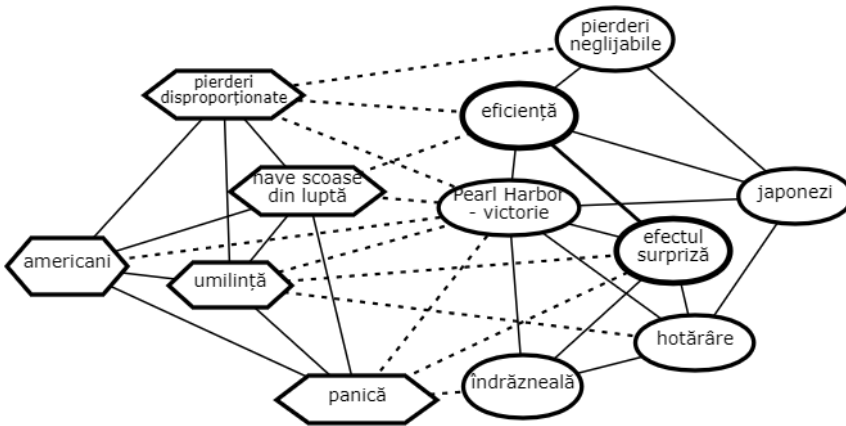 pierderi
neglijabile
pierderi
disproporționate
eficiență
nave scoase
din luptă
Pearl Harbor
- victorie
japonezi
efectul
surpriză
americani
umilință
hotărâre
îndrăzneală
panică